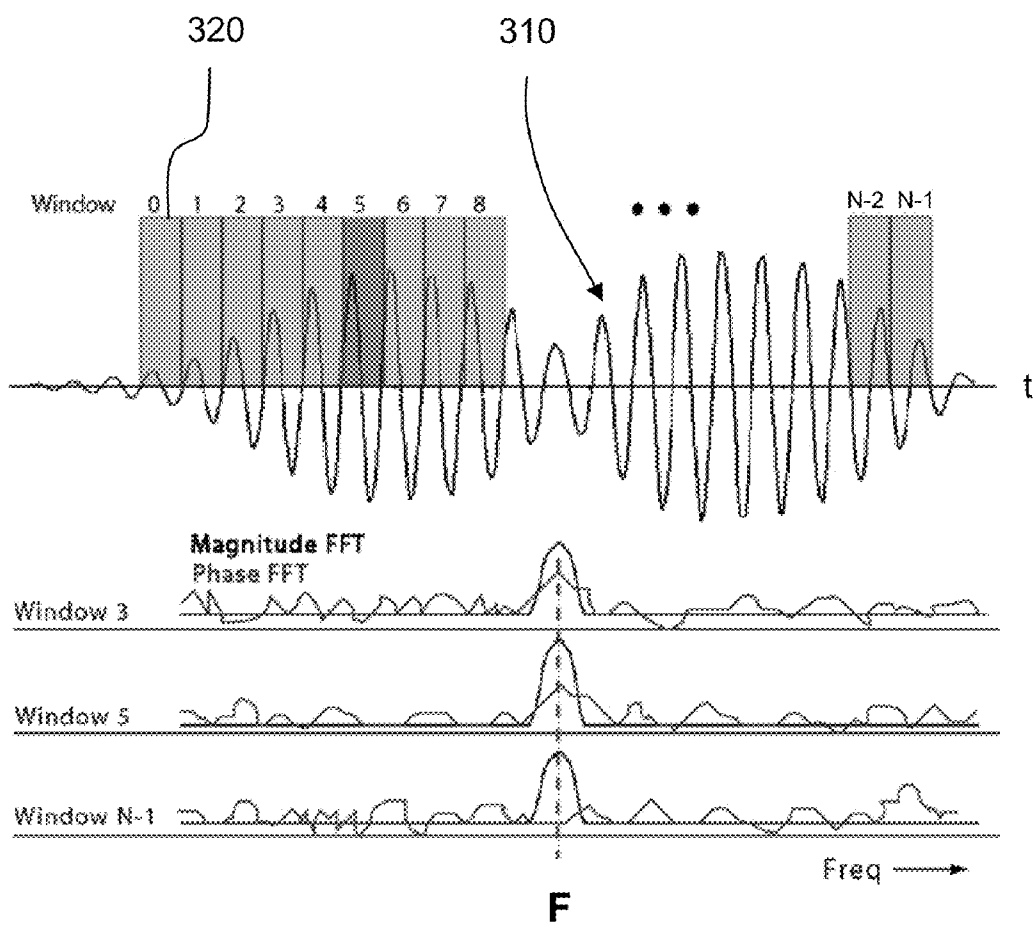 320
310
Window 0 1 2 3 4 5 6 7 8 ••• N-2 N-1
t
Magnitude FFT
Phase FFT
Window 3
Window 5
Window N-1
Freq
F